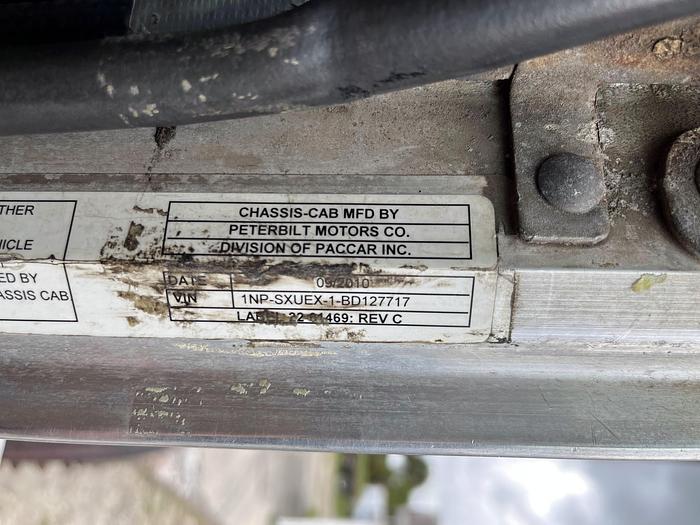 THER
HICLE
ED BY
ASSIS CAB
CHASSIS-CAB MFD BY
PETERBILT MOTORS CO.
DIVISION OF PACCAR INC.
DATE 09/2010
VIN 1NP-SXUEX-1-BD127717
REV C